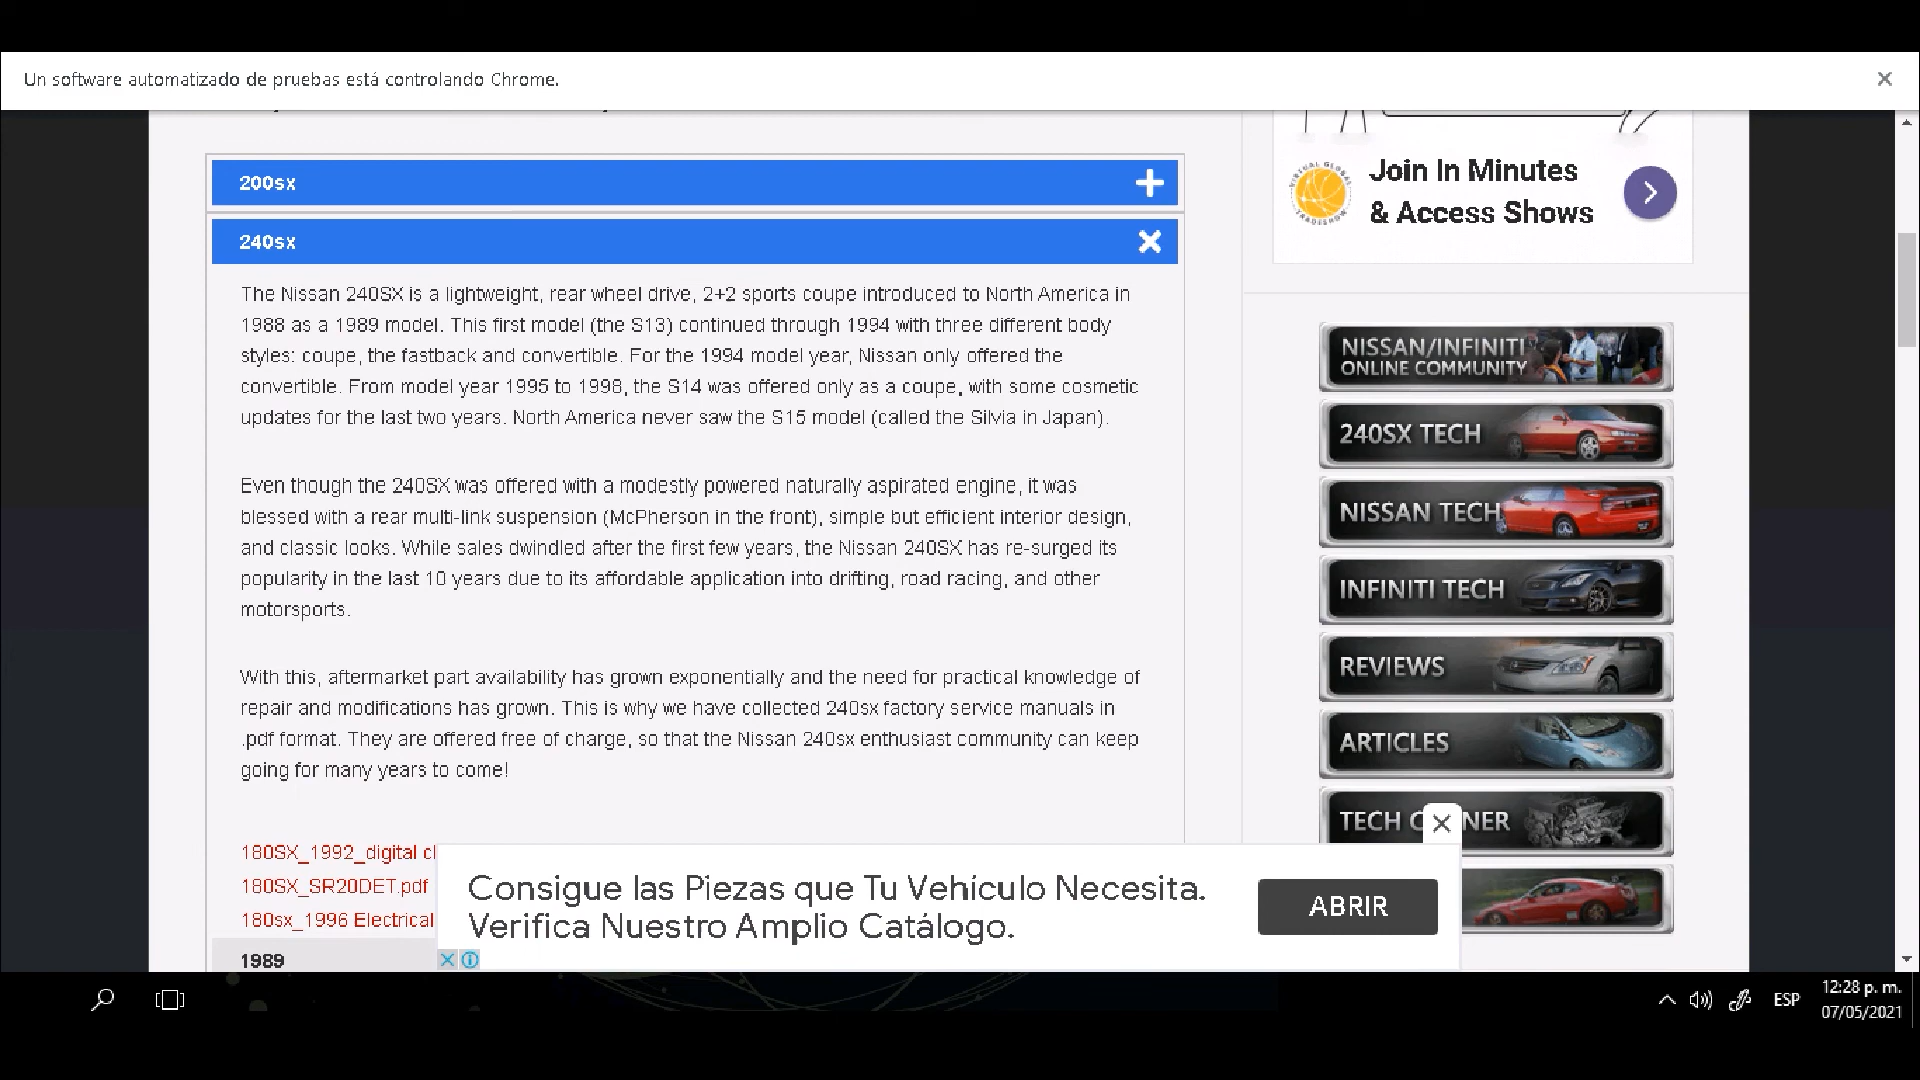 Un software automatizado de pruebas está controlando Chrome.
200sx
240sx
The Nissan 240SX is a lightweight, rear wheel drive, 2+2 sports coupe introduced to North America in
1988 as a 1989 model. This first model (the S13) continued through 1994 with three different body
styles: coupe, the fastback and convertible. For the 1994 model year, Nissan only offered the
convertible. From model year 1995 to 1998, the S14 was offered only as a coupe, with some cosmetic
updates for the last two years. North America never saw the S15 model (called the Silvia in Japan).
Even though the 240SX was offered with a modestly powered naturally aspirated engine, it was
blessed with a rear multi-link suspension (McPherson in the front), simple but efficient interior design,
and classic looks. While sales dwindled after the first few years, the Nissan 240SX has re-surged its
popularity in the last 10 years due to its affordable application into drifting, road racing, and other
motorsports.
With this, aftermarket part availability has grown exponentially and the need for practical knowledge of
repair and modifications has grown. This is why we have collected 240sx factory service manuals in
.pdf format. They are offered free of charge, so that the Nissan 240sx enthusiast community can keep
going for many years to come!
180SX_1992_digital cl
180SX_SR20DET.pdf
180sx_1996 Electrical
1989
Join In Minutes
& Access Shows
VIRTUAL GLOBAL
TRADESHOW
NISSAN/INFINITI
ONLINE COMMUNITY
240SX TECH
NISSAN TECH
INFINITI TECH
REVIEWS
ARTICLES
TECH C NER
Consigue las Piezas que Tu Vehículo Necesita.
Verifica Nuestro Amplio Catálogo.
ABRIR
ESP
12:28 p. m.
07/05/2021